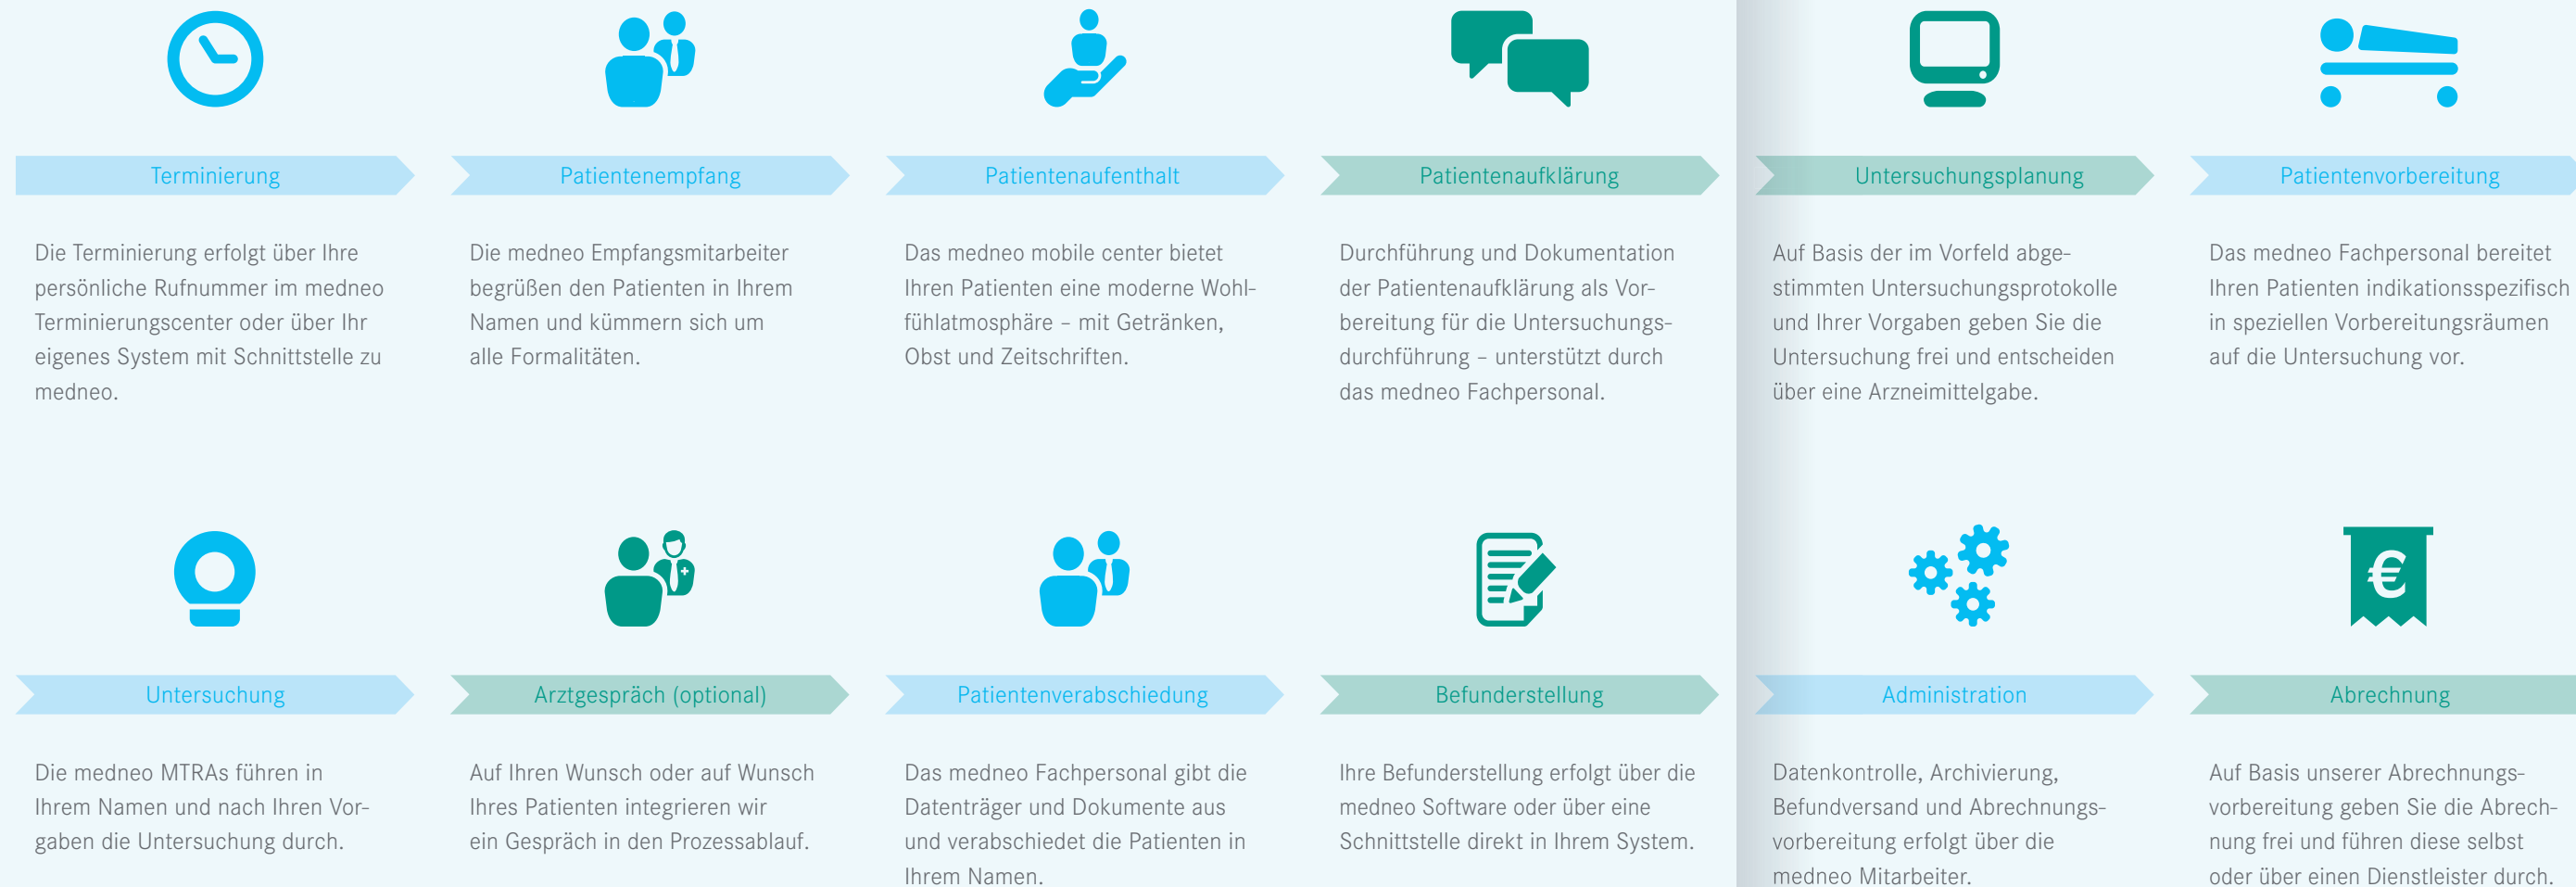 Terminierung
Die Terminierung erfolgt über Ihre
persönliche Rufnummer im medneo
Terminierungscenter oder über Ihr
eigenes System mit Schnittstelle zu
medneo.
Patientenempfang
Die medneo Empfangsmitarbeiter
begrüßen den Patienten in Ihrem
Namen und kümmern sich um
alle Formalitäten.
Patientenaufenthalt
Das medneo mobile center bietet
Ihren Patienten eine moderne Wohl-
fühlatmosphäre – mit Getränken,
Obst und Zeitschriften.
Patientenaufklärung
Durchführung und Dokumentation
der Patientenaufklärung als Vor-
bereitung für die Untersuchungs-
durchführung – unterstützt durch
das medneo Fachpersonal.
Untersuchungsplanung
Auf Basis der im Vorfeld abge-
stimmten Untersuchungsprotokolle
und Ihrer Vorgaben geben Sie die
Untersuchung frei und entscheiden
über eine Arzneimittelgabe.
Patientenvorbereitung
Das medneo Fachpersonal bereitet
Ihren Patienten indikationsspezifisch
in speziellen Vorbereitungsräumen
auf die Untersuchung vor.
Untersuchung
Die medneo MTRAs führen in
Ihrem Namen und nach Ihren Vor-
gaben die Untersuchung durch.
Arztgespräch (optional)
Auf Ihren Wunsch oder auf Wunsch
Ihres Patienten integrieren wir
ein Gespräch in den Prozessablauf.
Patientenverabschiedung
Das medneo Fachpersonal gibt die
Datenträger und Dokumente aus
und verabschiedet die Patienten in
Ihrem Namen.
Befunderstellung
Ihre Befunderstellung erfolgt über die
medneo Software oder über eine
Schnittstelle direkt in Ihrem System.
Administration
Datenkontrolle, Archivierung,
Befundversand und Abrechnungs-
vorbereitung erfolgt über die
medneo Mitarbeiter.
€
Abrechnung
Auf Basis unserer Abrechnungs-
vorbereitung geben Sie die Abrech-
nung frei und führen diese selbst
oder über einen Dienstleister durch.